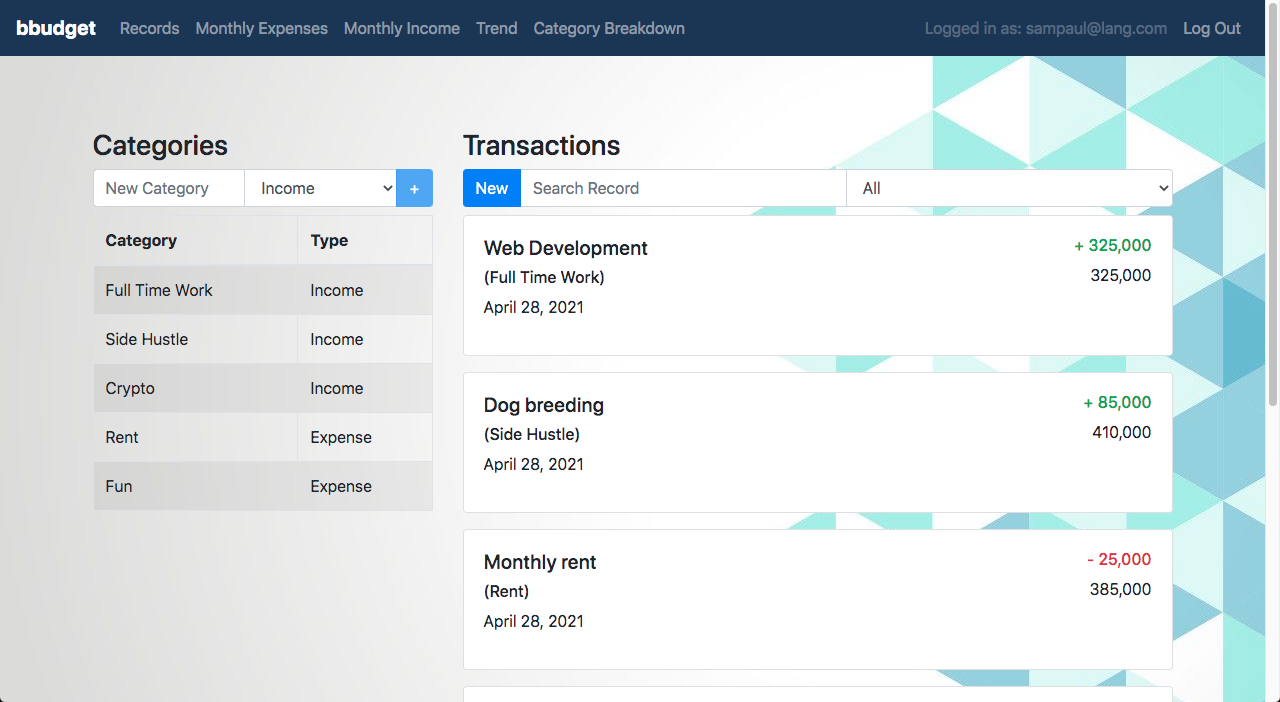 bbudget Records Monthly Expenses Monthly Income Trend Category Breakdown Logged in as: sampaul@lang.com Log Out
Categories
New Category Income +
Category Type
Full Time Work Income
Side Hustle Income
Crypto Income
Rent Expense
Fun Expense
Transactions
New Search Record All
Web Development + 325,000
(Full Time Work) 325,000
April 28, 2021
Dog breeding + 85,000
(Side Hustle) 410,000
April 28, 2021
Monthly rent - 25,000
(Rent) 385,000
April 28, 2021